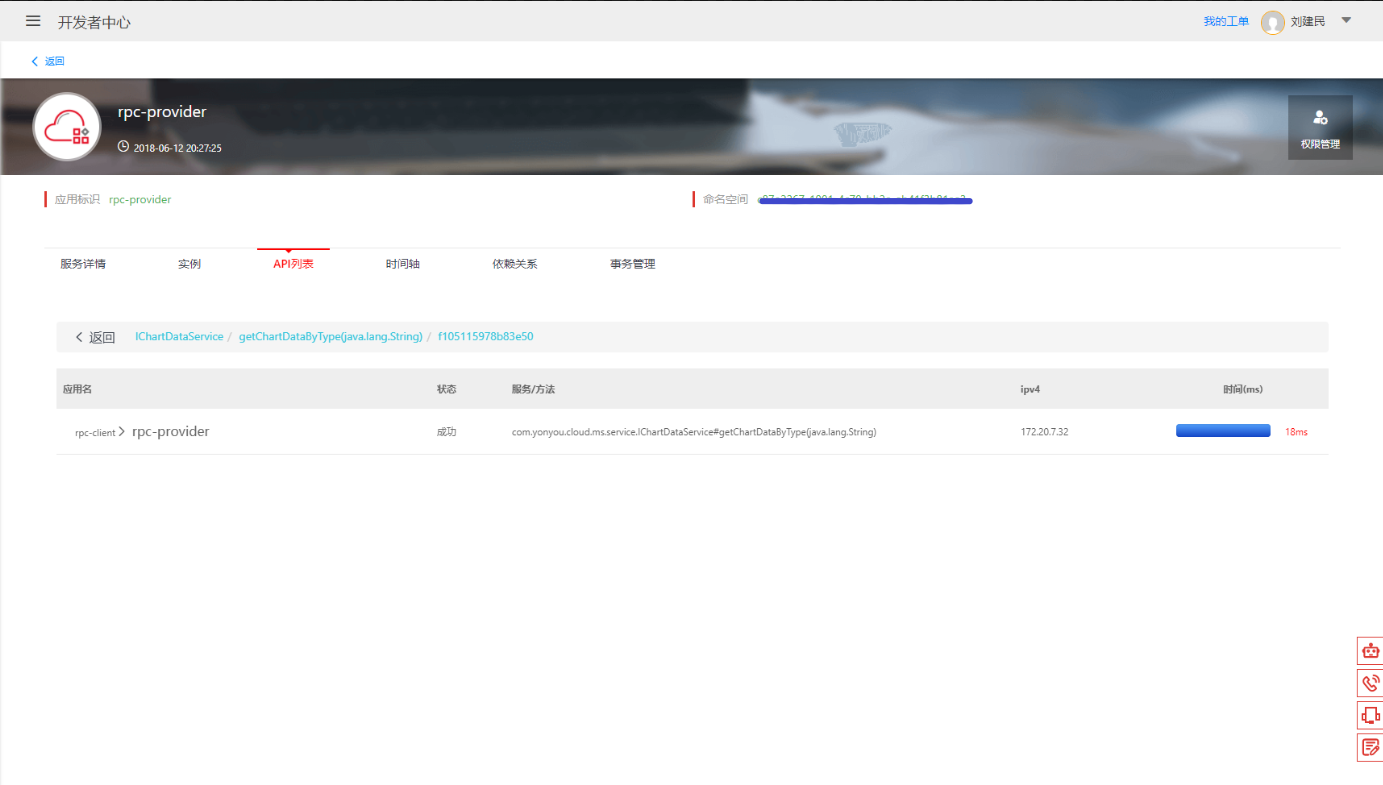 开发者中心
我的工单
刘建民
返回
rpc-provider
2018-06-12 20:27:25
权限管理
应用标识 rpc-provider
命名空间
服务详情 实例 API列表 时间轴 依赖关系 事务管理
返回 IChartDataService / getChartDataByType(java.lang.String) / f105115978b83e50
应用名 状态 服务/方法 ipv4 时间(ms)
rpc-client rpc-provider 成功 com.yonyou.cloud.ms.service.IChartDataService#getChartDataByType(java.lang.String) 172.20.7.32 18ms